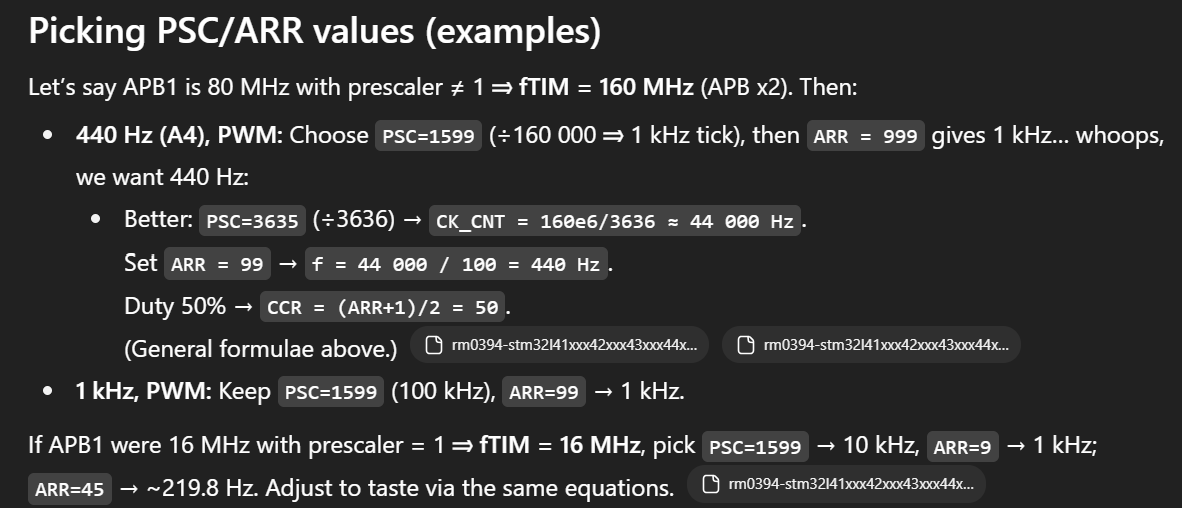 Picking PSC/ARR values (examples)
Let's say APB1 is 80 MHz with prescaler ≠ 1 ⇒ fTIM = 160 MHz (APB x2). Then:
• 440 Hz (A4), PWM: Choose PSC=1599 (÷160 000 ⇒ 1 kHz tick), then ARR = 999 gives 1 kHz... whoops,
we want 440 Hz:
• Better: PSC=3635 (÷3636) → CK_CNT = 160e6/3636 ≈ 44 000 Hz.
Set ARR = 99 → f = 44 000 / 100 = 440 Hz.
Duty 50% → CCR = (ARR+1)/2 = 50.
(General formulae above.) rm0394-stm32l41xxx42xxx43xxx44x... rm0394-stm32l41xxx42xxx43xxx44x...
• 1 kHz, PWM: Keep PSC=1599 (100 kHz), ARR=99 → 1 kHz.
If APB1 were 16 MHz with prescaler = 1 ⇒ fTIM = 16 MHz, pick PSC=1599 → 10 kHz, ARR=9 → 1 kHz;
ARR=45 → ~219.8 Hz. Adjust to taste via the same equations. rm0394-stm32l41xxx42xxx43xxx44x...